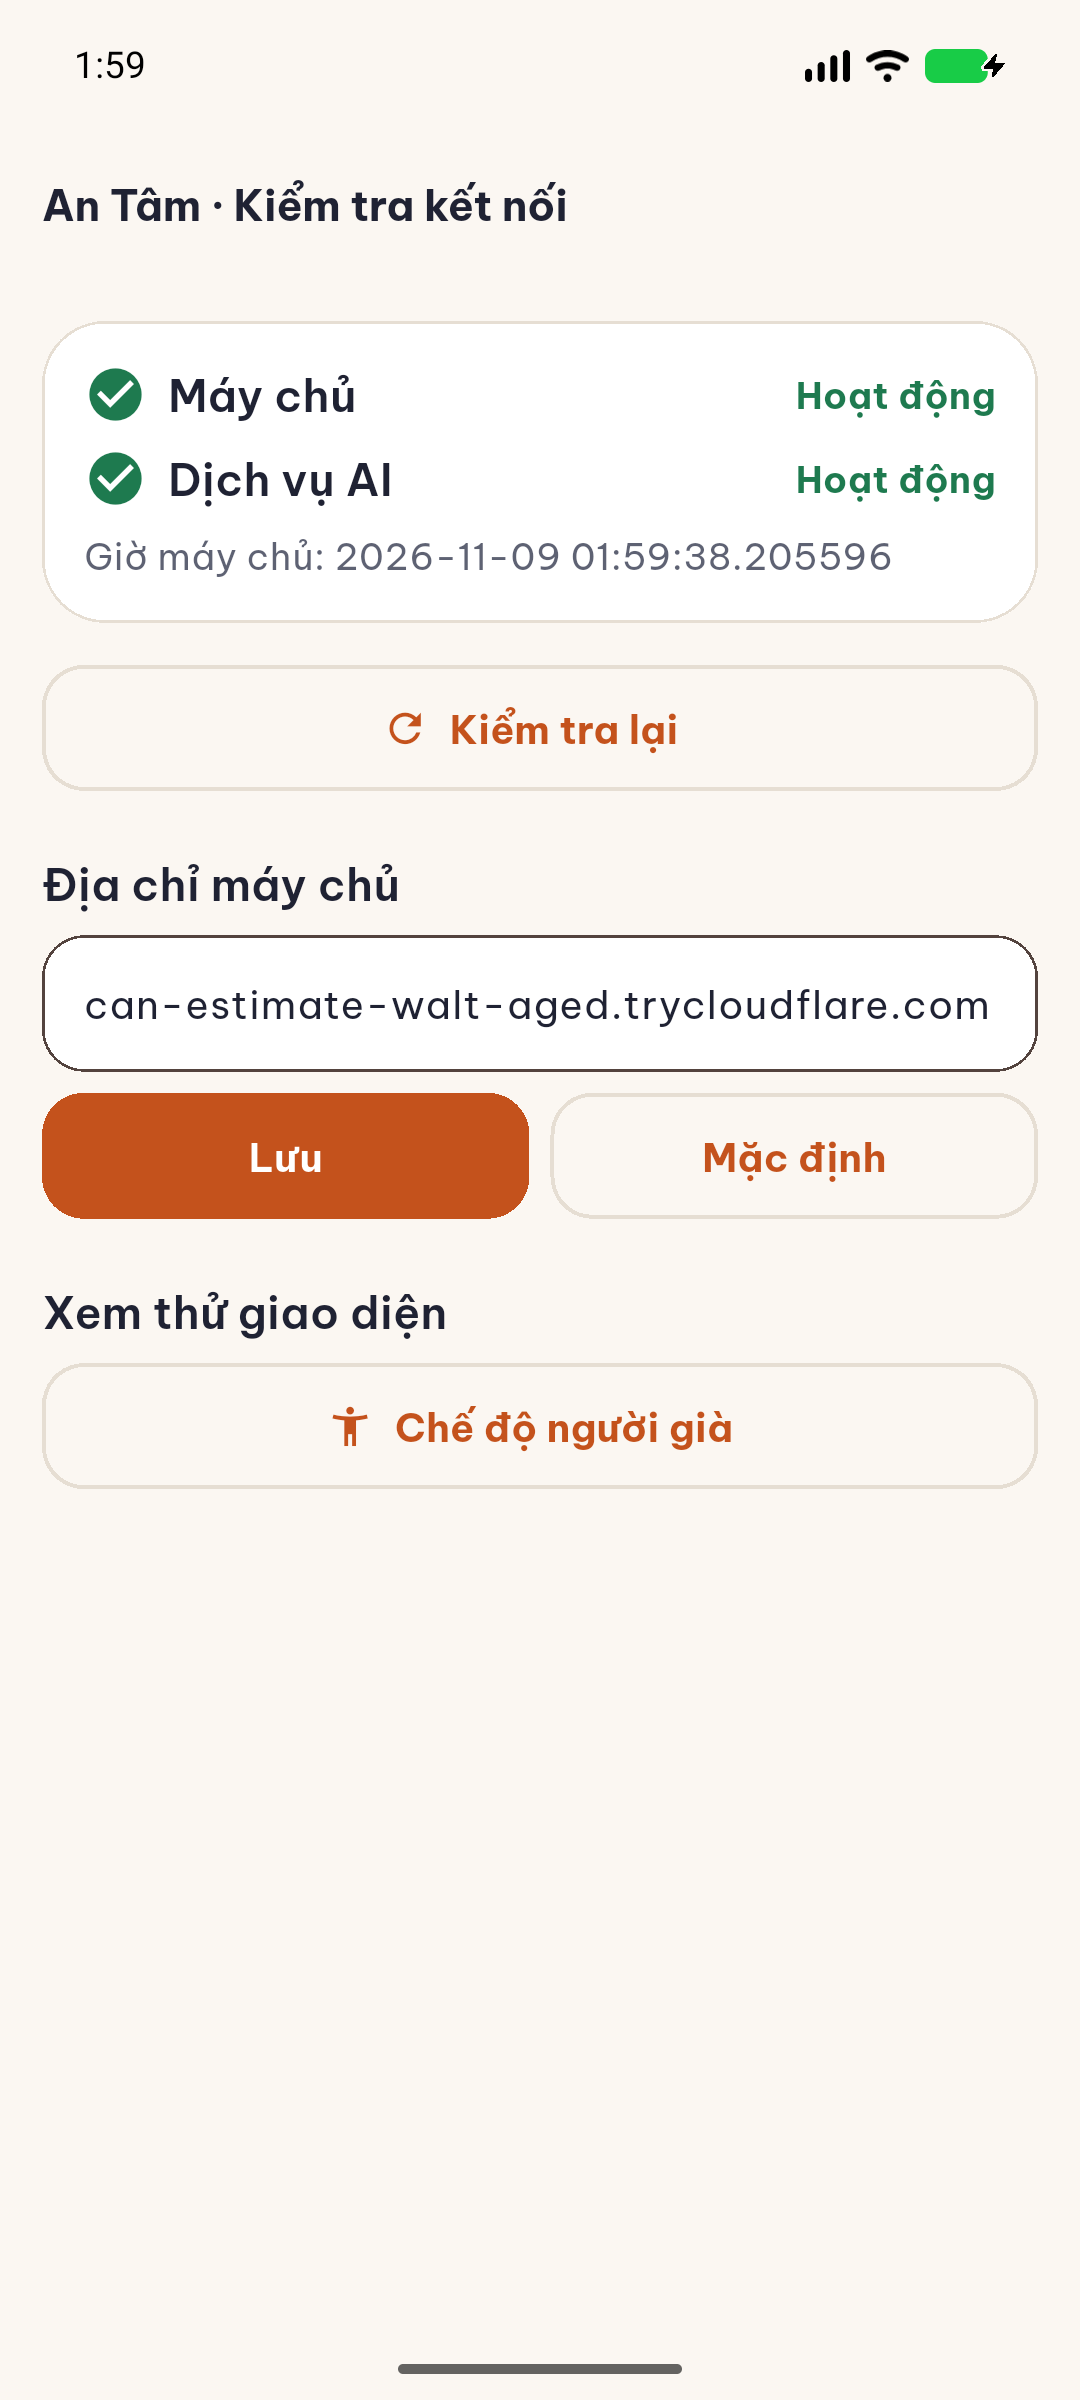 1:59
An Tâm · Kiểm tra kết nối
Máy chủ Hoạt động
Dịch vụ AI Hoạt động
Giờ máy chủ: 2026-11-09 01:59:38.205596
Kiểm tra lại
Địa chỉ máy chủ
can-estimate-walt-aged.trycloudflare.com
Lưu Mặc định
Xem thử giao diện
Chế độ người già